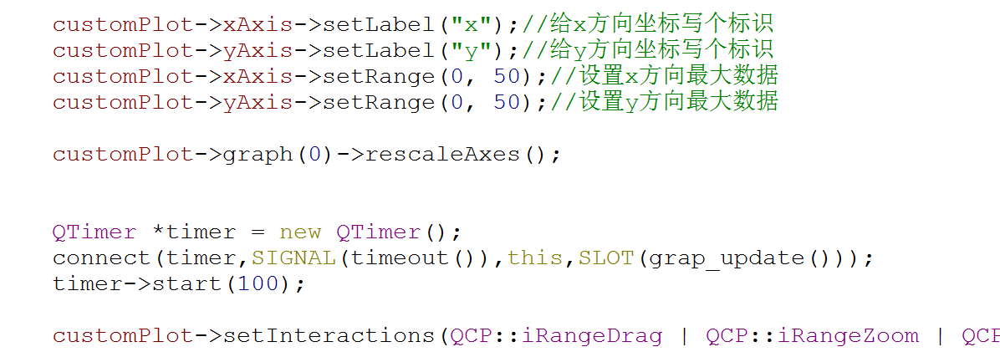 customPlot->xAxis->setLabel("x");//给x方向坐标写个标识
customPlot->yAxis->setLabel("y");//给y方向坐标写个标识
customPlot->xAxis->setRange(0, 50);//设置x方向最大数据
customPlot->yAxis->setRange(0, 50);//设置y方向最大数据
customPlot->graph(0)->rescaleAxes();
QTimer *timer = new QTimer();
connect(timer,SIGNAL(timeout()),this,SLOT(grap_update()));
timer->start(100);
customPlot->setInteractions(QCP::iRangeDrag | QCP::iRangeZoom | QCP